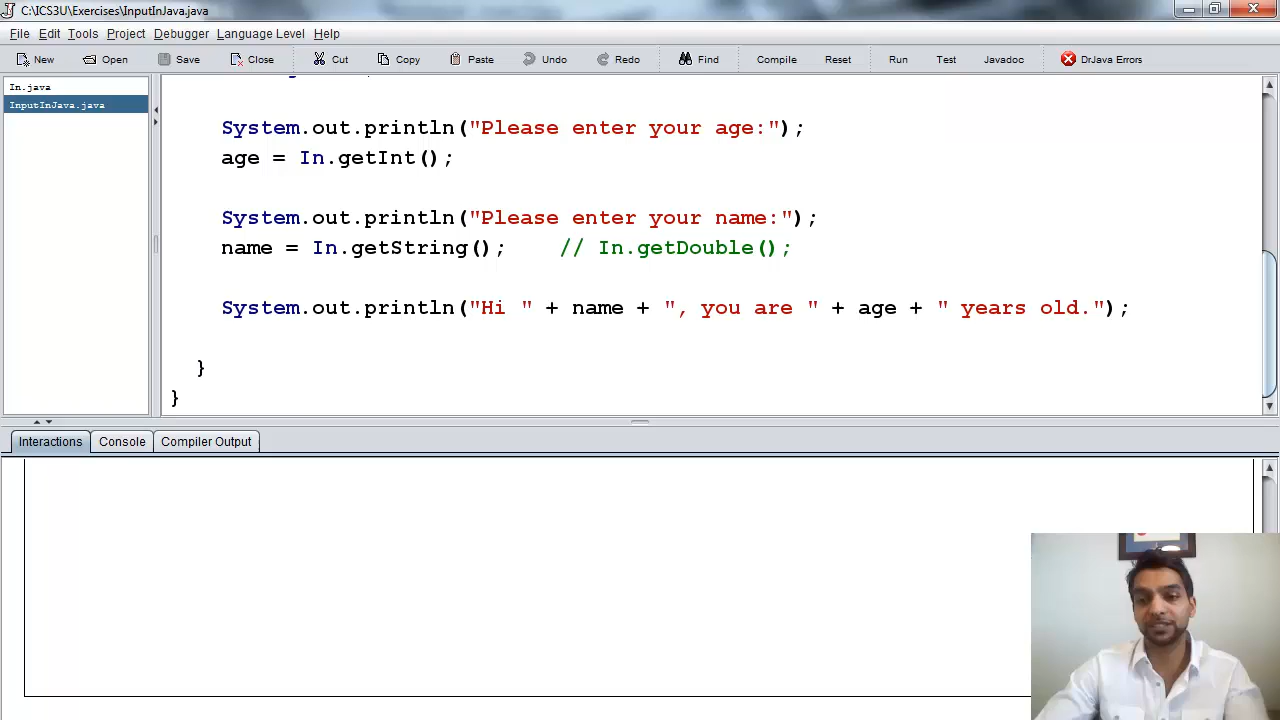 C:\ICS3U\Exercises\InputInJava.java
File Edit Tools Project Debugger Language Level Help
New Open Save Close Cut Copy Paste Undo Redo Find Compile Reset Run Test Javadoc DrJava Errors
In.java
InputInJava.java
System.out.println("Please enter your age:");
age = In.getInt();
System.out.println("Please enter your name:");
name = In.getString(); // In.getDouble();
System.out.println("Hi " + name + ", you are " + age + " years old.");
}
}
Interactions Console Compiler Output